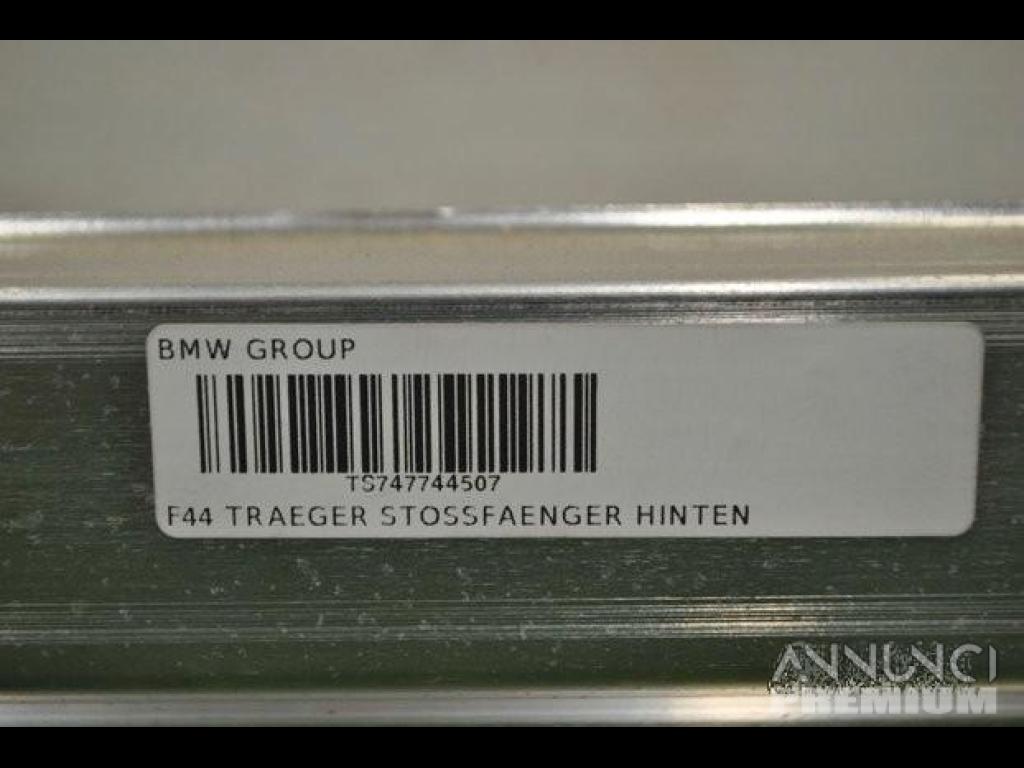 BMW GROUP
TS747744507
F44 TRAEGER STOSSFAENGER HINTEN
ANNUNCI
PREMIUM